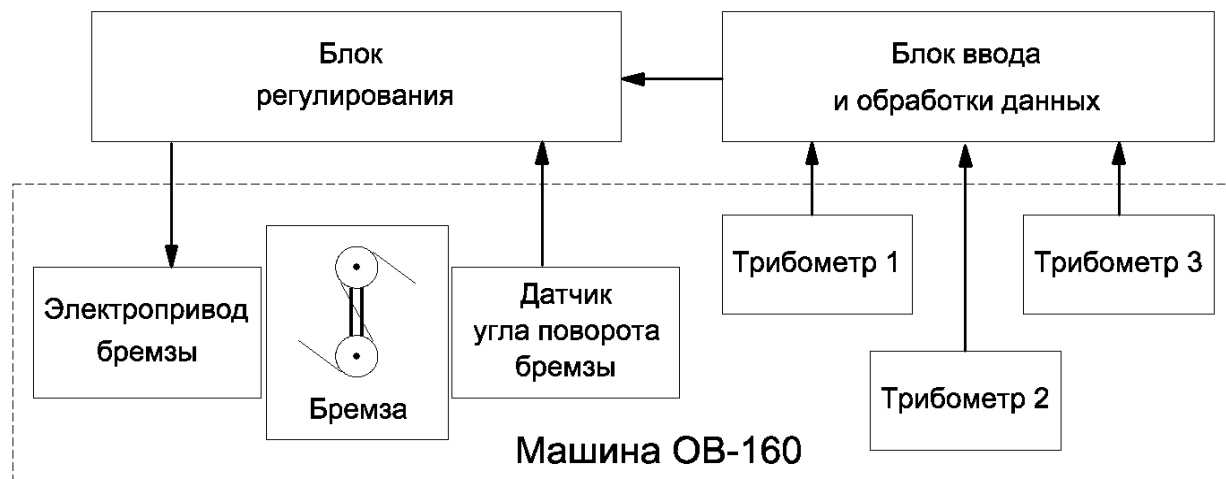 Блок
регулирования
Блок ввода
и обработки данных
Трибометр 1
Трибометр 3
Электропривод
бремзы
Бремза
Датчик
угла поворота
бремзы
Трибометр 2
Машина ОВ-160